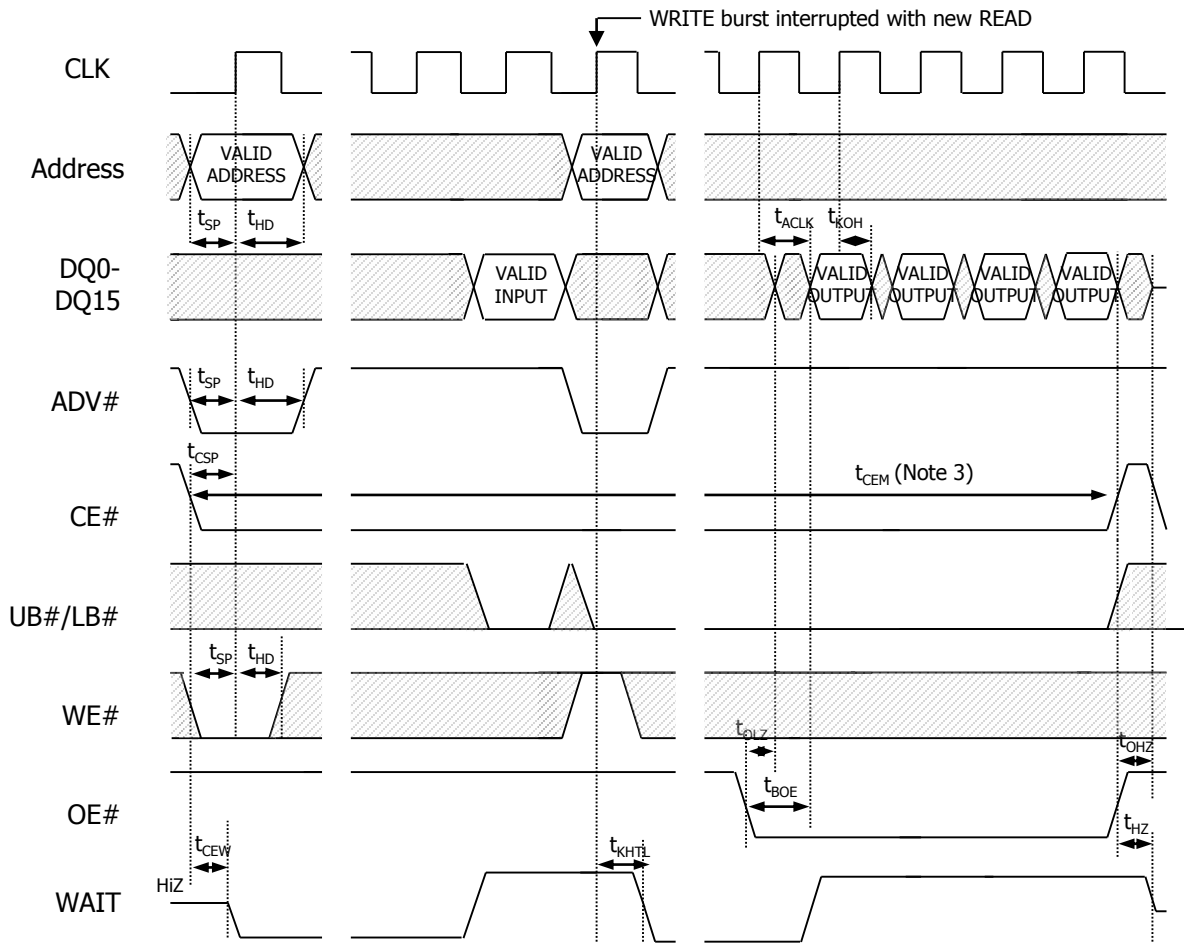 WRITE burst interrupted with new READ
CLK
Address
VALID
ADDRESS
VALID
ADDRESS
tSP
tHD
tACLK
tKOH
DQ0-
DQ15
VALID
INPUT
VALID
OUTPUT
VALID
OUTPUT
VALID
OUTPUT
VALID
OUTPUT
ADV#
tSP
tHD
CE#
tCSP
tCEM (Note 3)
UB#/LB#
WE#
tSP
tHD
OE#
tOLZ
tBOE
tOHZ
tHZ
WAIT
HiZ
tCEW
tKHTL